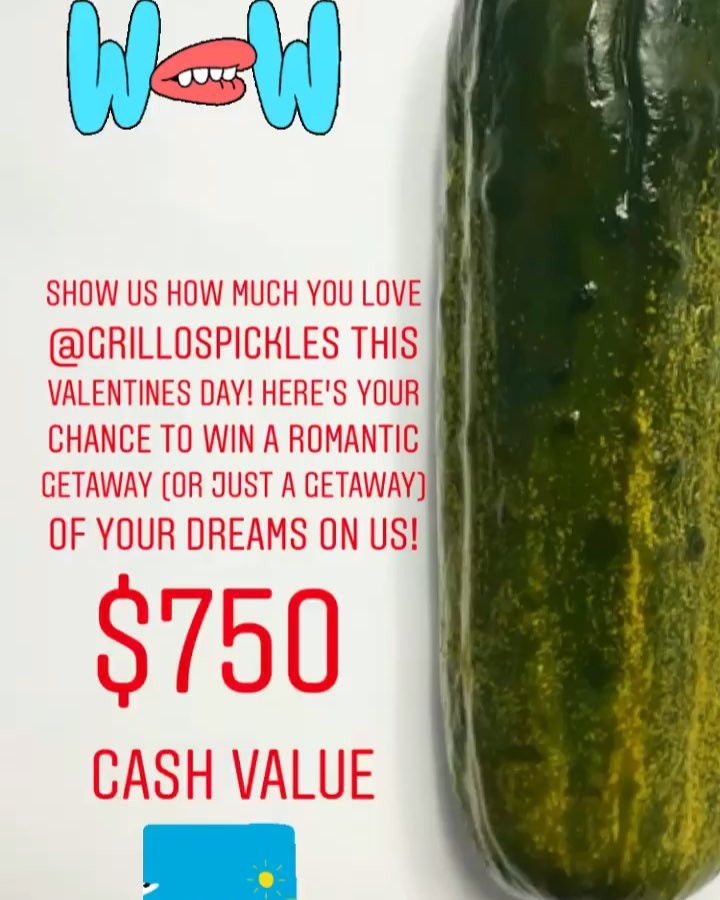 WOW
SHOW US HOW MUCH YOU LOVE
@GRILLOSPICKLES THIS
VALENTINES DAY! HERE'S YOUR
CHANCE TO WIN A ROMANTIC
GETAWAY (OR JUST A GETAWAY)
OF YOUR DREAMS ON US!
$750
CASH VALUE